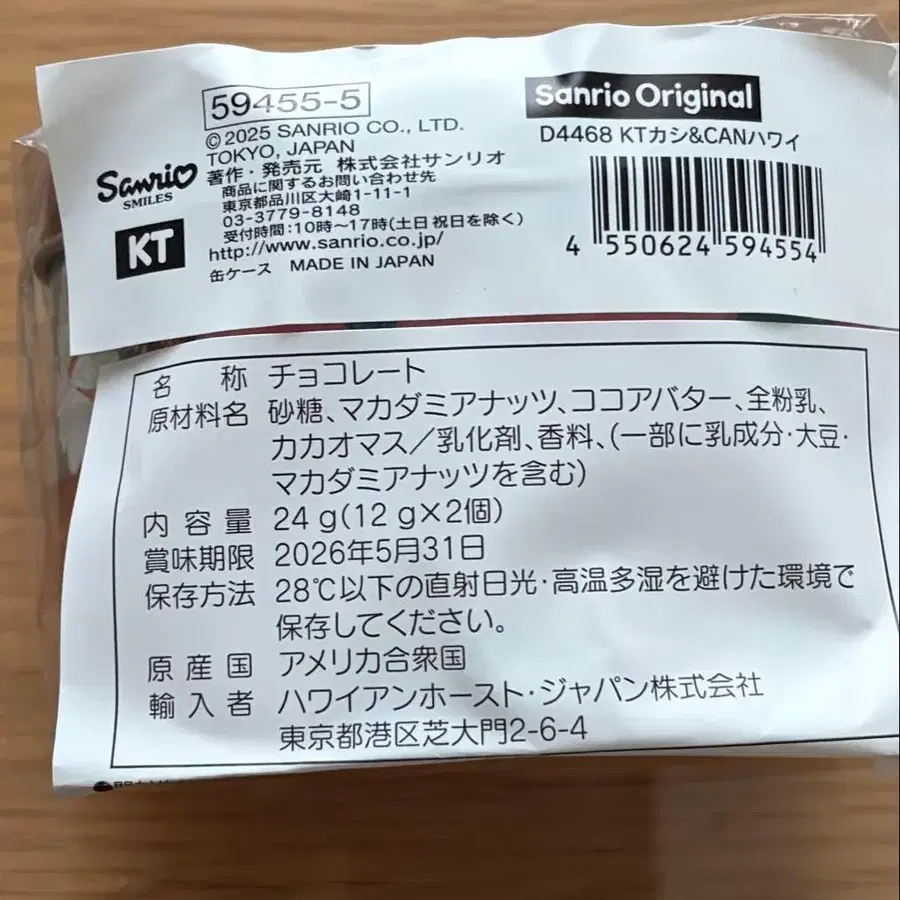 59455-5
©2025 SANRIO CO., LTD.
TOKYO, JAPAN
著作・発売元 株式会社サンリオ
商品に関するお問い合わせ先
東京都品川区大崎1-11-1
03-3779-8148
受付時間:10時〜17時(土日祝日を除く)
http://www.sanrio.co.jp/
缶ケース MADE IN JAPAN
Sanrio
SMILES
KT
Sanrio Original
D4468 KTカシ&CANハワイ
4 550624 594554
名称 チョコレート
原材料名 砂糖、マカダミアナッツ、ココアバター、全粉乳、
カカオマス/乳化剤、香料、(一部に乳成分・大豆・
マカダミアナッツを含む)
内容量 24 g(12 g×2個)
賞味期限 2026年5月31日
保存方法 28℃以下の直射日光・高温多湿を避けた環境で
保存してください。
原産国 アメリカ合衆国
輸入者 ハワイアンホースト・ジャパン株式会社
東京都港区芝大門2-6-4